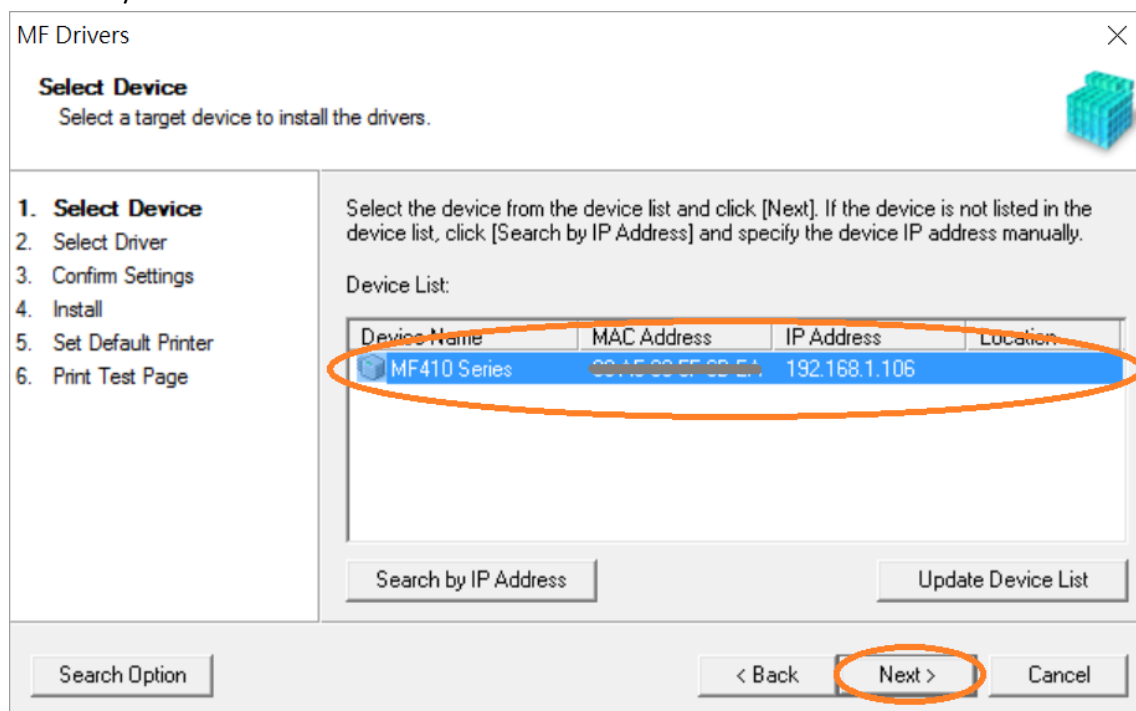 MF Drivers
Select Device
Select a target device to install the drivers.
1. Select Device
2. Select Driver
3. Confirm Settings
4. Install
5. Set Default Printer
6. Print Test Page
Select the device from the device list and click [Next]. If the device is not listed in the
device list, click [Search by IP Address] and specify the device IP address manually.
Device List:
Device Name MAC Address IP Address Location
MF410 Series 192.168.1.106
Search by IP Address Update Device List
Search Option < Back Next > Cancel